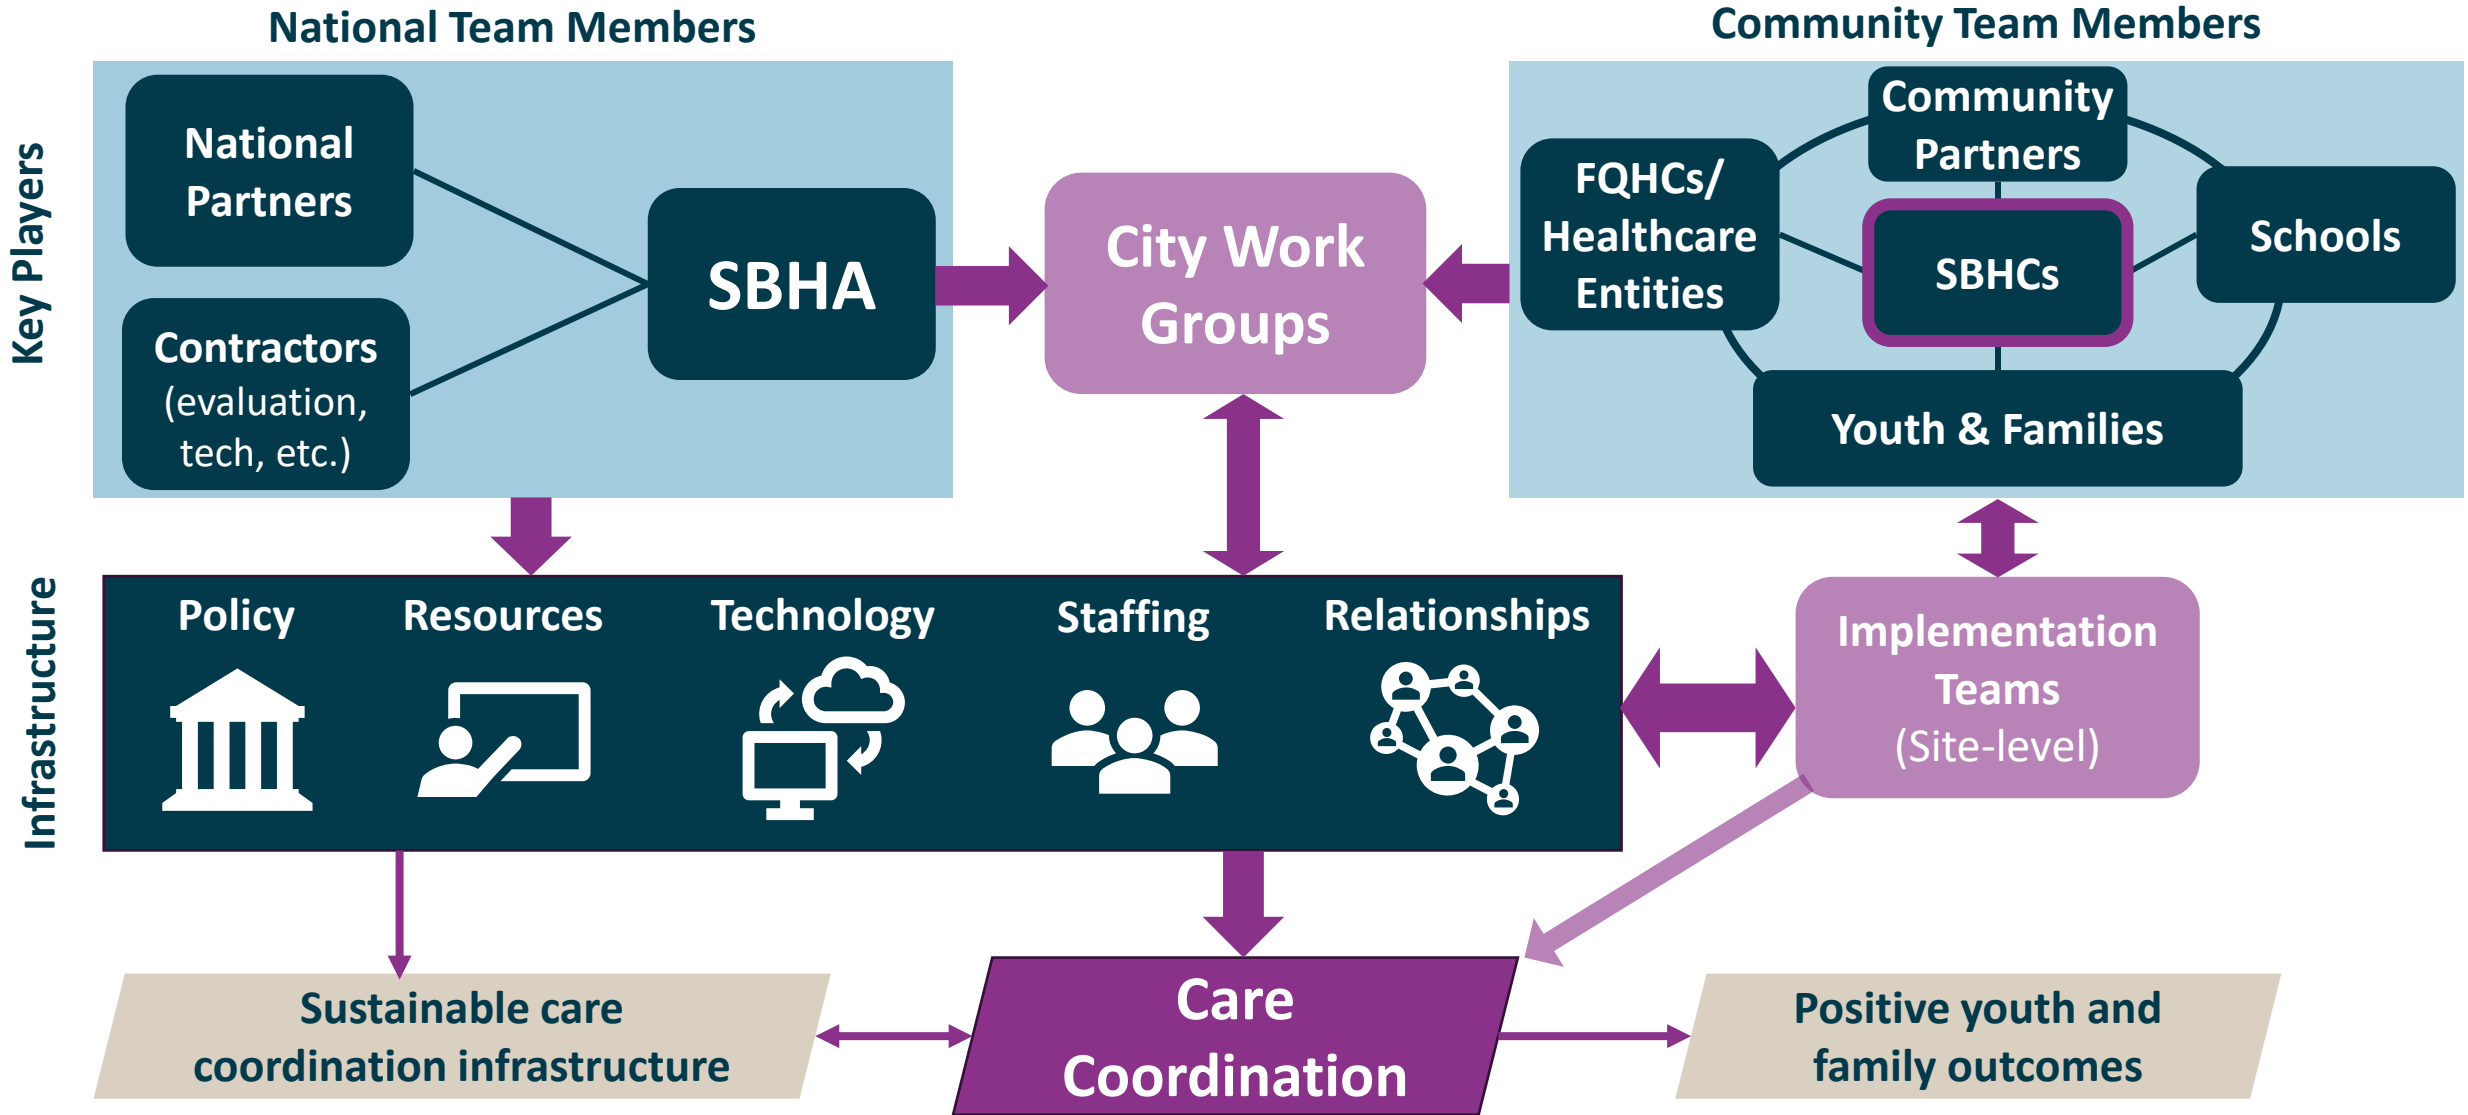 National Team Members
Community Team Members
Key Players
National
Partners
Contractors
(evaluation,
tech, etc.)
SBHA
City Work
Groups
Community
Partners
FQHCs/
Healthcare
Entities
SBHCs
Schools
Youth & Families
Infrastructure
Policy
Resources
Technology
Staffing
Relationships
Implementation
Teams
(Site-level)
Sustainable care
coordination infrastructure
Care
Coordination
Positive youth and
family outcomes